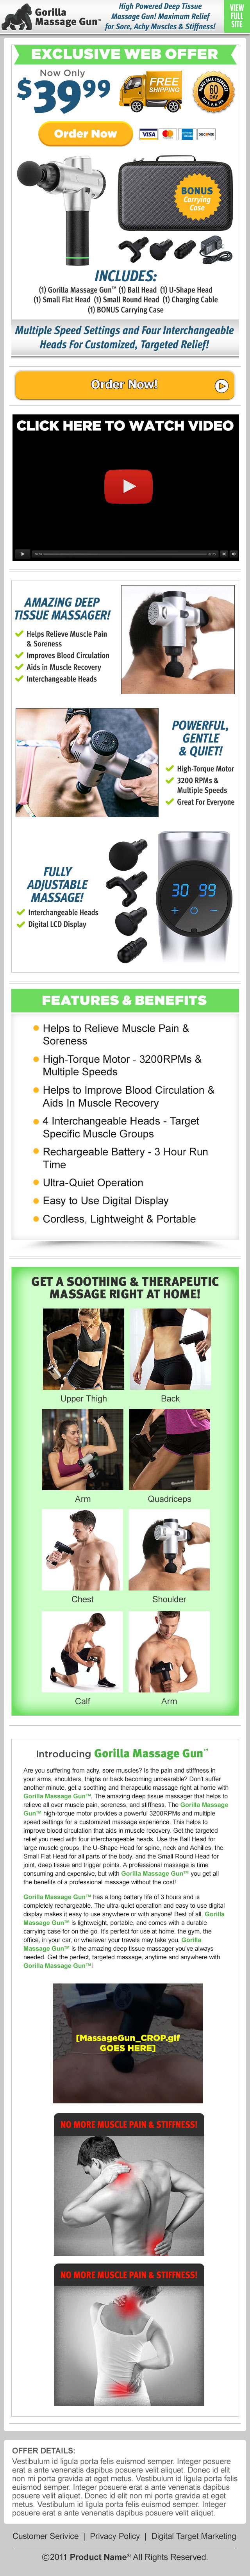 Gorilla
Massage Gun™
High Powered Deep Tissue
Massage Gun! Maximum Relief
for Sore, Achy Muscles & Stiffness!
VIEW
FULL
SITE
EXCLUSIVE WEB OFFER
Now Only
$39.99
FREE
SHIPPING
60
DAY
Order Now
VISA
DISCOVER
BONUS
Carrying
Case
INCLUDES:
(1) Gorilla Massage Gun™ (1) Ball Head (1) U-Shape Head
(1) Small Flat Head (1) Small Round Head (1) Charging Cable
(1) BONUS Carrying Case
Multiple Speed Settings and Four Interchangeable
Heads For Customized, Targeted Relief!
Order Now!
CLICK HERE TO WATCH VIDEO
AMAZING DEEP
TISSUE MASSAGER!
Helps Relieve Muscle Pain
& Soreness
Improves Blood Circulation
Aids in Muscle Recovery
Interchangeable Heads
POWERFUL,
GENTLE
& QUIET!
High-Torque Motor
3200 RPMs &
Multiple Speeds
Great For Everyone
FULLY
ADJUSTABLE
MASSAGE!
Interchangeable Heads
Digital LCD Display
30 99
FEATURES & BENEFITS
Helps to Relieve Muscle Pain &
Soreness
High-Torque Motor - 3200RPMs &
Multiple Speeds
Helps to Improve Blood Circulation &
Aids In Muscle Recovery
4 Interchangeable Heads - Target
Specific Muscle Groups
Rechargeable Battery - 3 Hour Run
Time
Ultra-Quiet Operation
Easy to Use Digital Display
Cordless, Lightweight & Portable
GET A SOOTHING & THERAPEUTIC
MASSAGE RIGHT AT HOME!
Upper Thigh
Back
Arm
Quadriceps
Chest
Shoulder
Calf
Arm
Introducing Gorilla Massage Gun™
Are you suffering from achy, sore muscles? Is the pain and stiffness in
your arms, shoulders, thighs or back becoming unbearable? Don't suffer
another minute, get a soothing and therapeutic massage right at home with
Gorilla Massage Gun™. The amazing deep tissue massager that helps to
relieve all over muscle pain, soreness, and stiffness. The Gorilla Massage
Gun™ high torque motor provides a powerful 3200RPMs and multiple
speed settings for a customized massage experience. This helps to
improve blood circulation that aids in muscle recovery. Get the targeted
relief you need with four interchangeable heads. Use the Ball Head for
large muscle groups, the U-Shaped head for spine, neck and Achilles, the
Small Flat Head for all parts of the body, and the Small Round Head for
joint, deep tissue and trigger points. A professional massage is time
consuming and expensive, but with Gorilla Massage Gun™ you get all
the benefits of a professional massage without the cost!
Gorilla Massage Gun™ has a long battery life of 3 hours and is
completely rechargeable. The ultra-quiet operation and easy to use digital
display makes it easy to use anywhere or with anyone! Best of all, Gorilla
Massage Gun™ is lightweight, portable, and comes with a durable
carrying case for on the go. It's perfect for use at home, the gym, the
office, in your car, or wherever your travels may take you. Gorilla
Massage Gun™ is the amazing deep tissue massager you've always
needed. Get the perfect, targeted massage, anytime and anywhere with
Gorilla Massage Gun™!
[MassageGun_CROP.gif
GOES HERE]
NO MORE MUSCLE PAIN & STIFFNESS!
NO MORE MUSCLE PAIN & STIFFNESS!
OFFER DETAILS:
Vestibulum id ligula porta felis euismod semper. Integer posuere
erat a ante venenatis dapibus posuere velit aliquet. Donec id elit
non mi porta gravida at eget metus. Vestibulum id ligula porta felis
euismod semper. Integer posuere erat a ante venenatis dapibus
posuere velit aliquet. Donec id elit non mi porta gravida at eget
metus. Vestibulum id ligula porta felis euismod semper. Integer
posuere erat a ante venenatis dapibus posuere velit aliquet.
Customer Serivice | Privacy Policy | Digital Target Marketing
©2011 Product Name® All Rights Reserved.